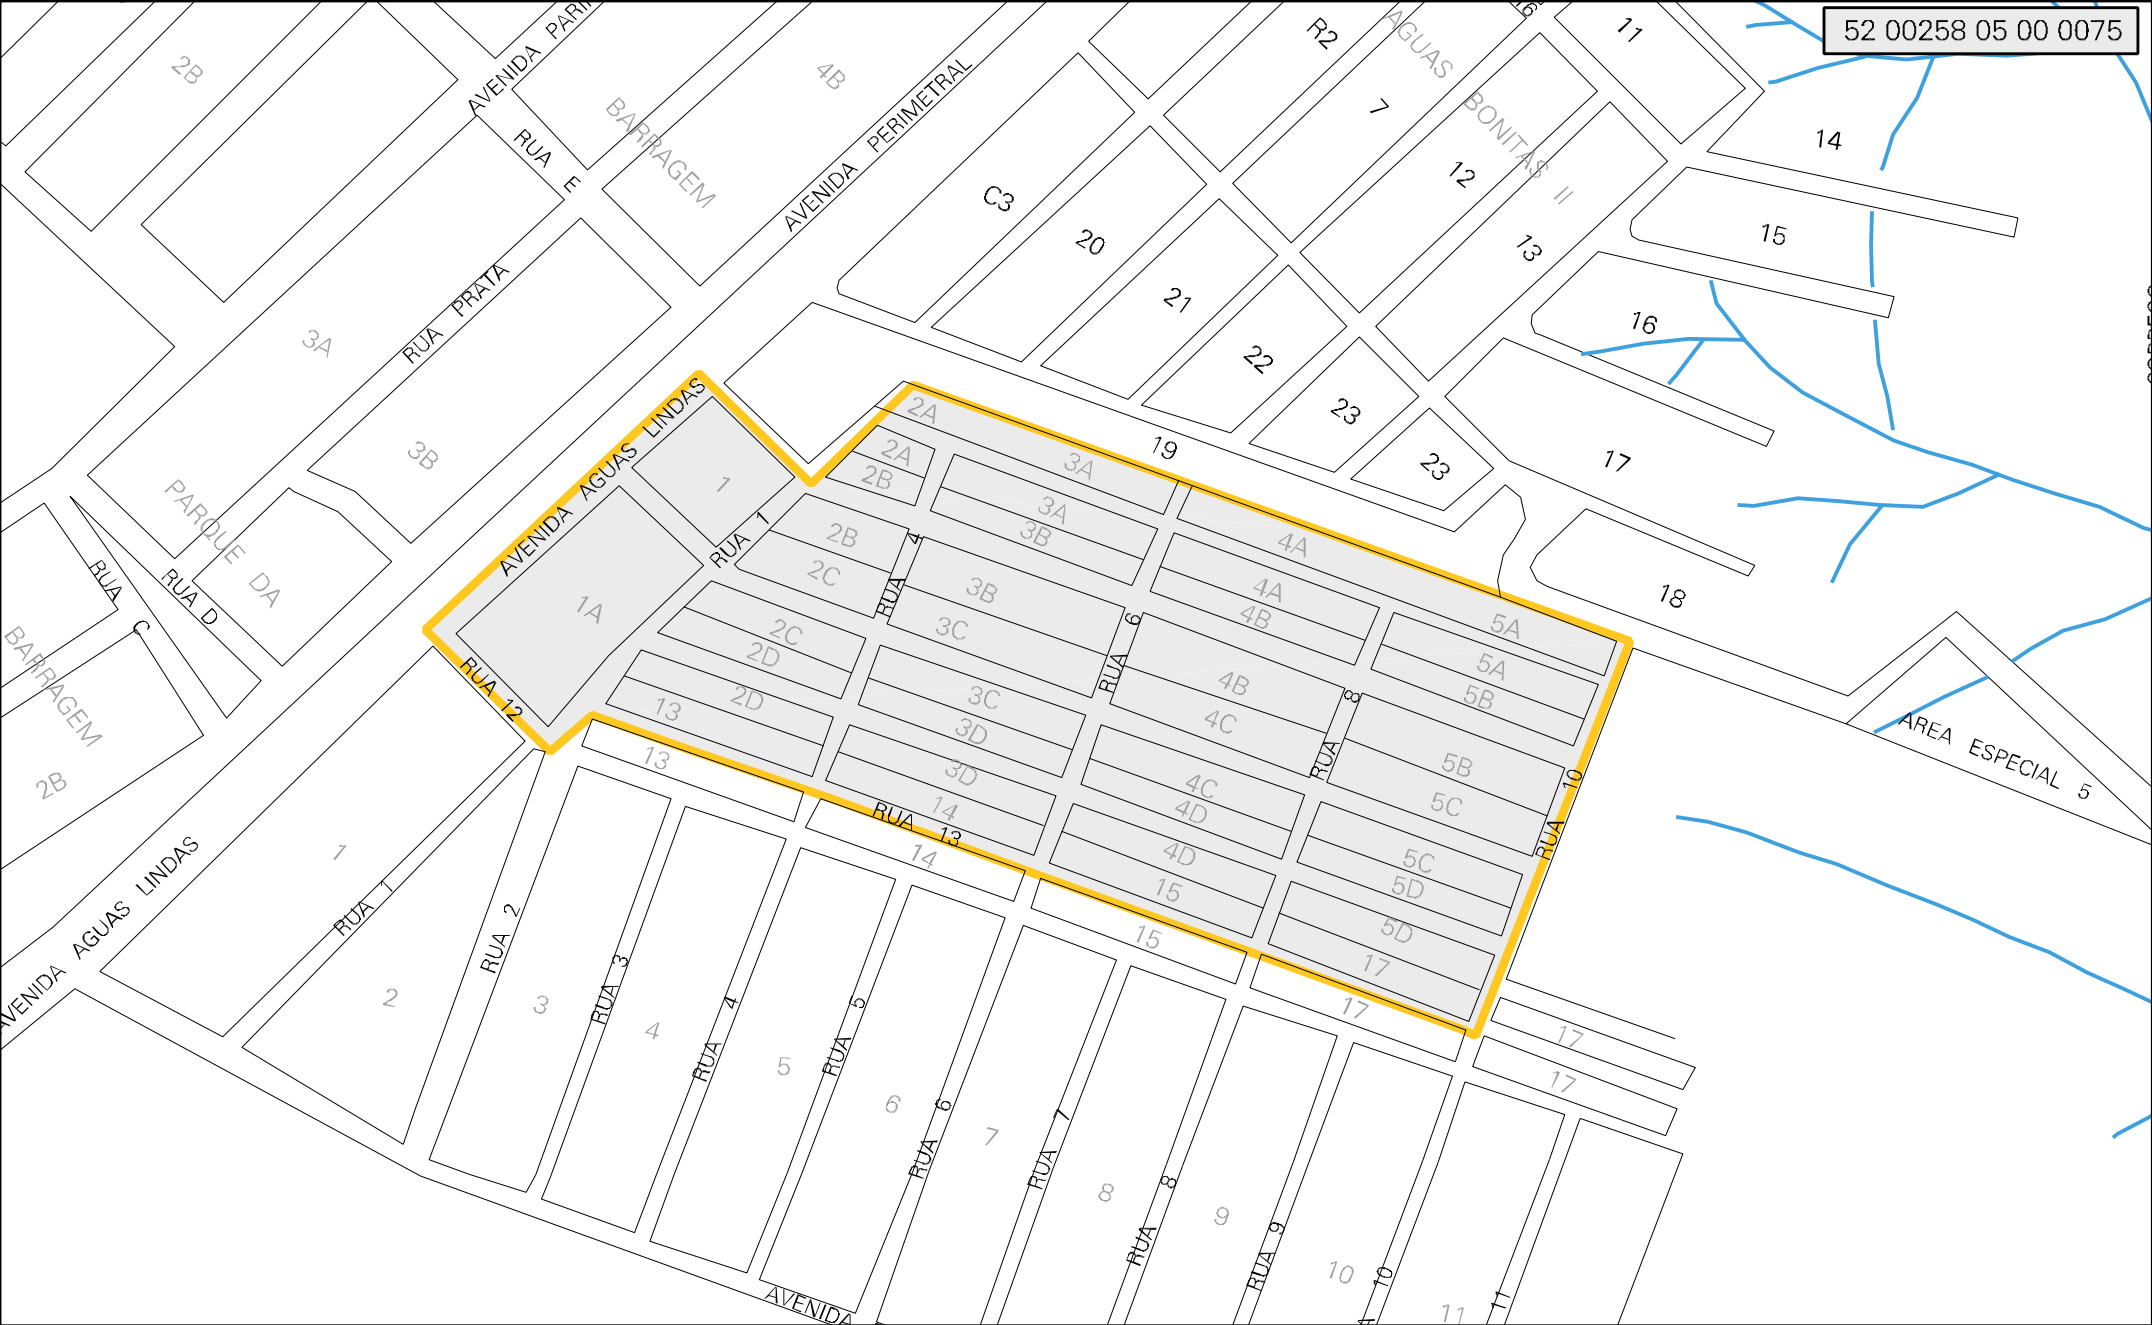 52 00258 05 00 0075
2B
AVENIDA PARI
4B
BARRAGEM
AVENIDA PERIMETRAL
R2
AGUAS
16
11
7
BONITAS II
14
RUA E
12
C3
20
13
15
21
16
RUA PRATA
3A
22
23
23
19
17
18
3B
PARQUE DA
BARRAGEM
RUA C
RUA D
AVENIDA AGUAS LINDAS
1
RUA 1
1A
RUA 12
2A
2A
2B
3A
3A
3B
2B
2C
RUA 4
4A
4A
4B
3B
3C
2C
2D
RUA 6
5A
5A
5B
2D
13
3C
3D
4B
4C
RUA 8
13
3D
14
RUA 13
4C
4D
5B
5C
RUA 10
14
4D
15
5C
5D
15
5D
17
17
AREA ESPECIAL 5
17
17
2B
1
AVENIDA AGUAS LINDAS
RUA 1
2
RUA 2
3
RUA 3
4
RUA 4
5
RUA 5
6
RUA 6
7
RUA 7
8
RUA 8
9
RUA 9
10
10
11
11
AVENIDA